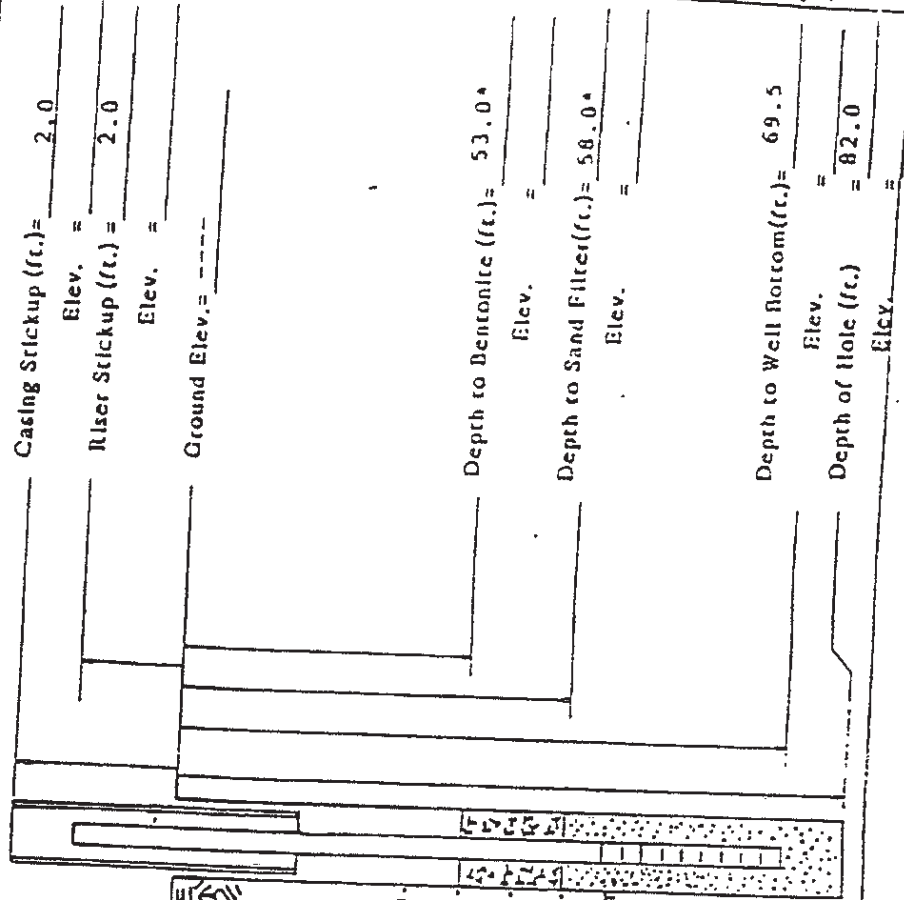 Casing Stickup (ft.)= 2.0
Elev. =
Riser Stickup (ft.) = 2.0
Elev. =
Ground Elev.= ----
Depth to Bentonite (ft.)= 53.0*
Elev. =
Depth to Sand Filter(ft.)= 58.0*
Elev. =
Depth to Well Bottom(ft.)= 69.5
Elev. =
Depth of Hole (ft.) = 82.0
Elev. =